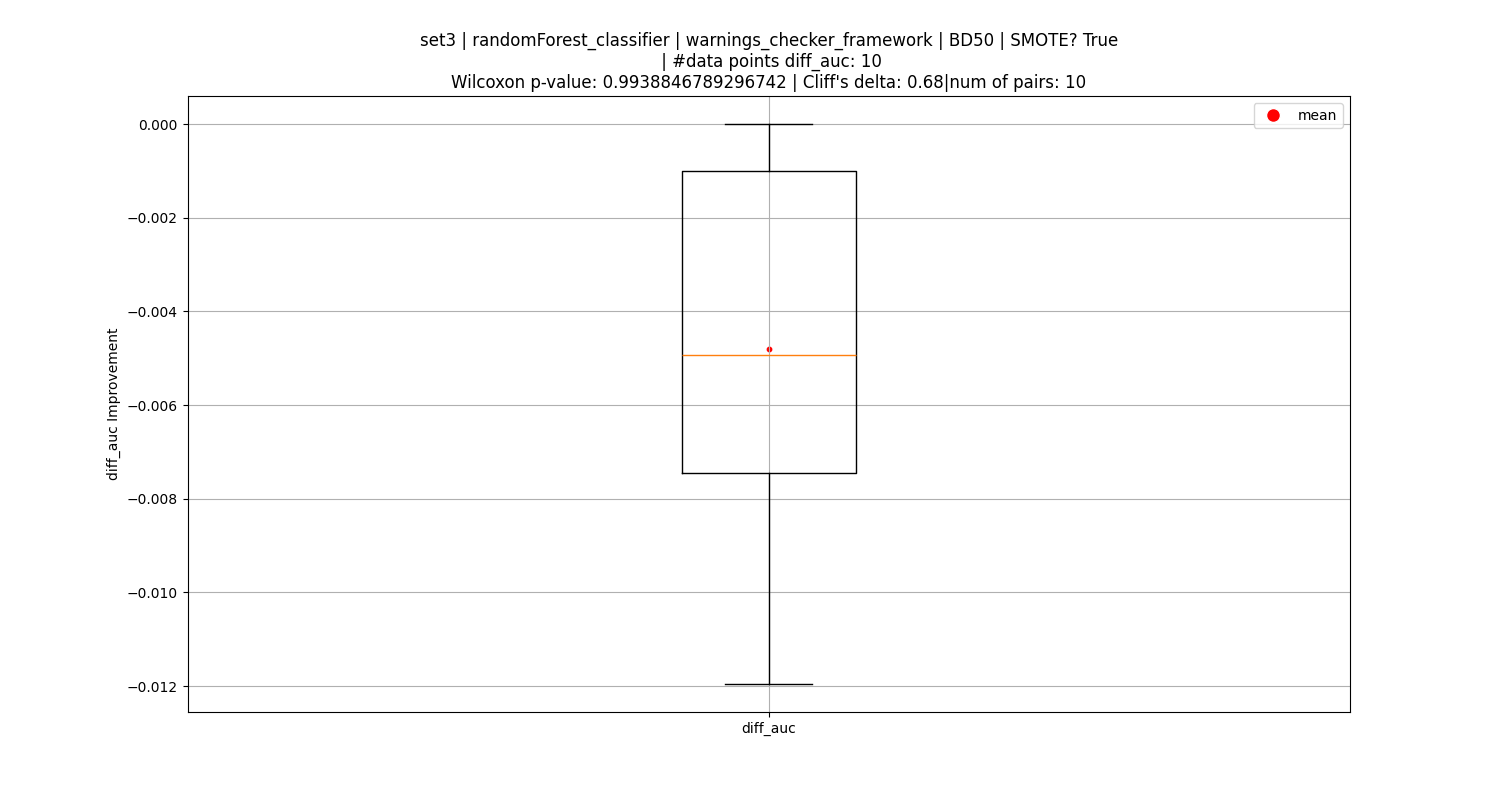 set3 | randomForest_classifier | warnings_checker_framework | BD50 | SMOTE? True
| #data points diff_auc: 10
Wilcoxon p-value: 0.9938846789296742 | Cliff's delta: 0.68|num of pairs: 10
mean
0.000
−0.002
−0.004
−0.006
−0.008
−0.010
−0.012
diff_auc Improvement
diff_auc